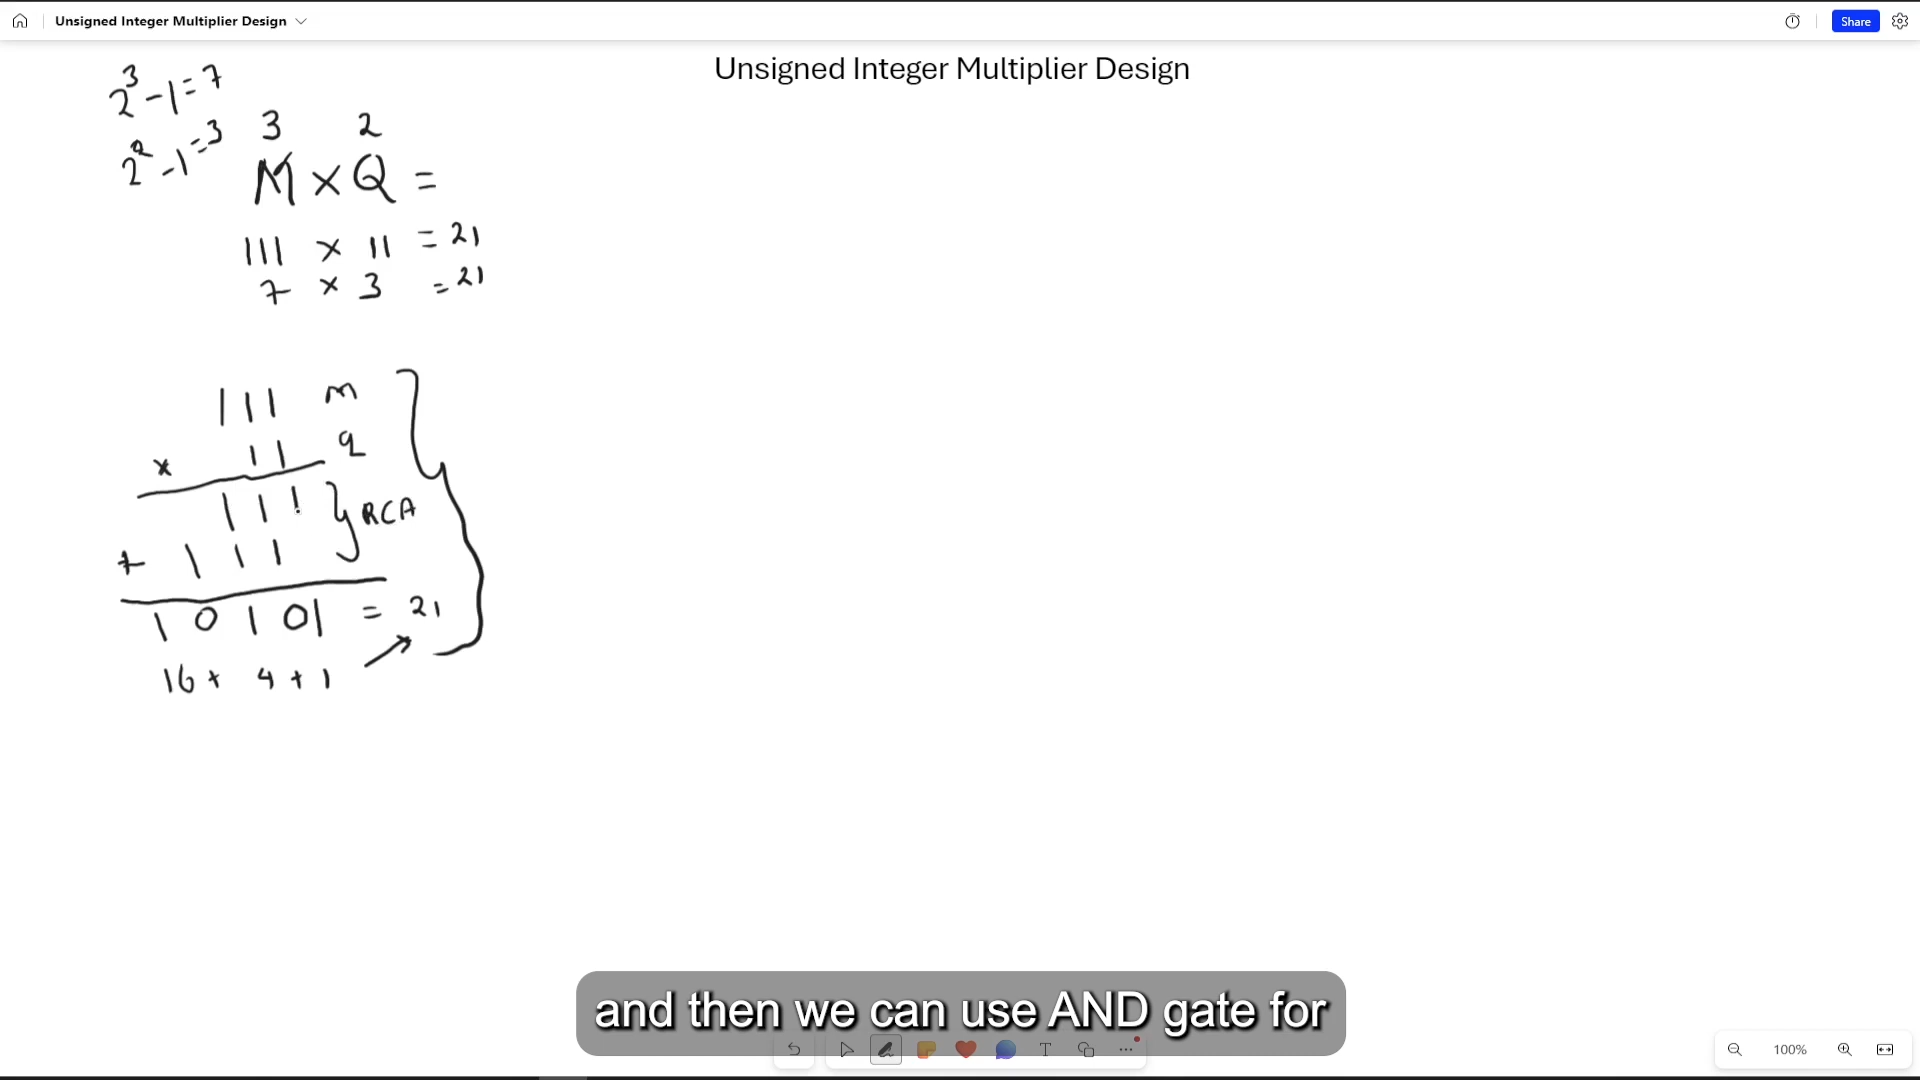 Unsigned Integer Multiplier Design
Share
Unsigned Integer Multiplier Design
2³-1=7
2²-1=3
3 2
M × Q =
111 × 11 = 21
7 × 3 = 21
111 m
× 11 q
111 } RCA
+ 111
10101 = 21
16 + 4 + 1
and then we can use AND gate for
T
100%